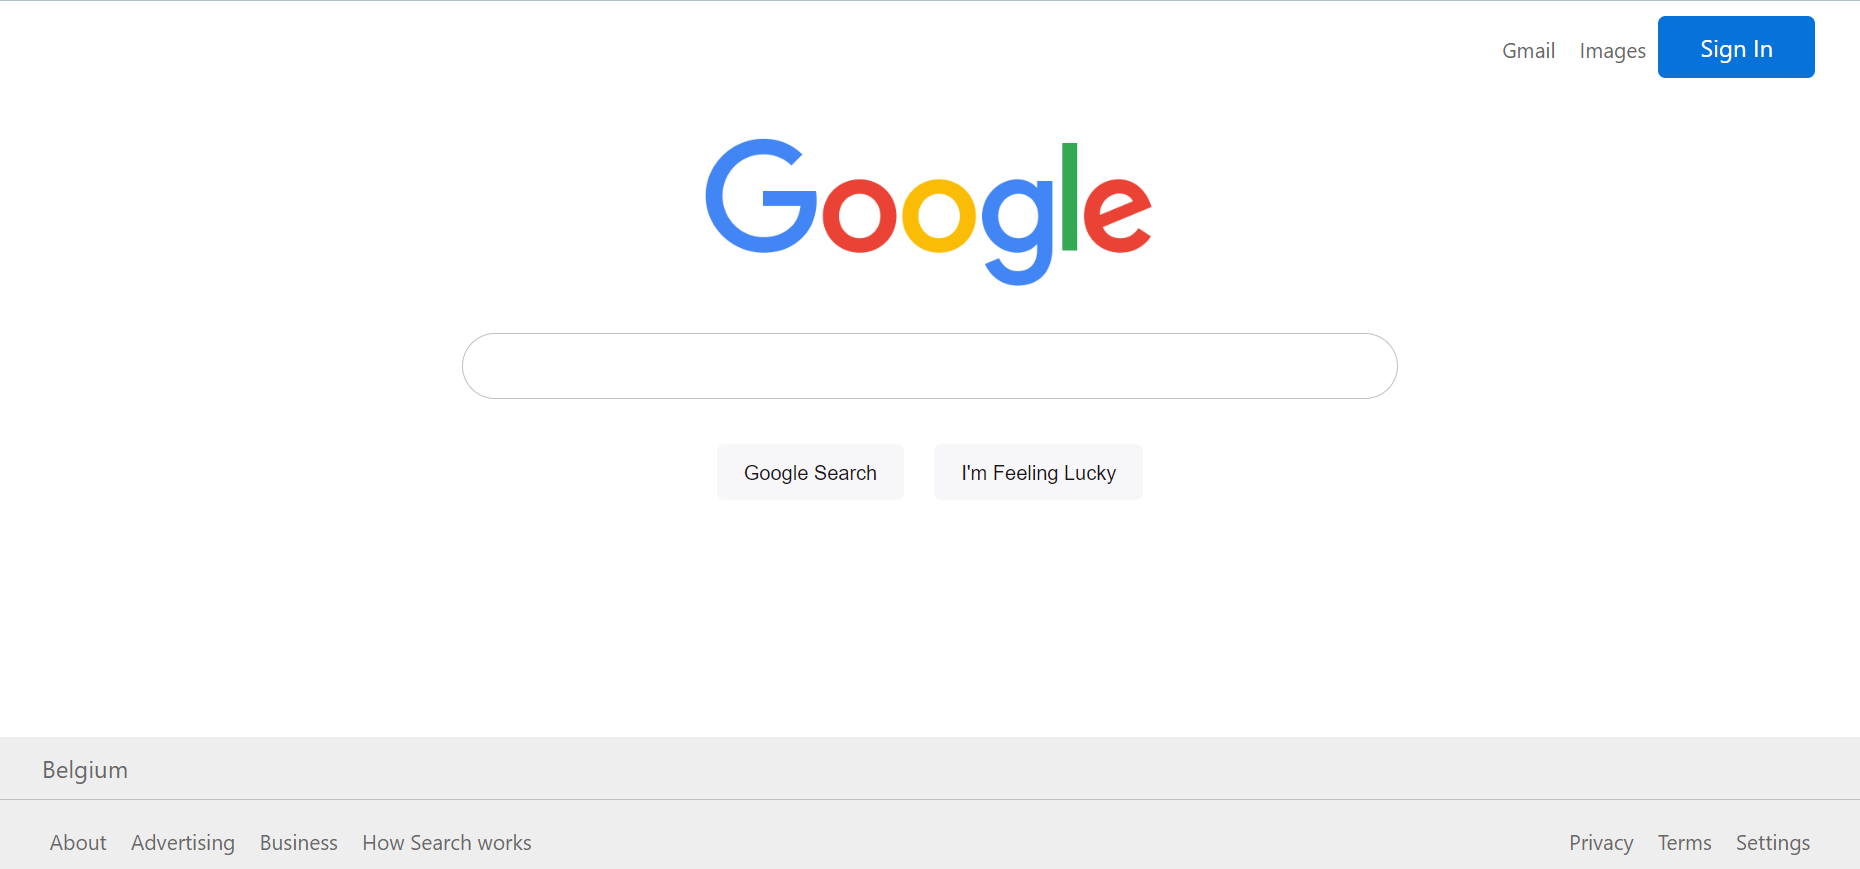 Gmail Images Sign In
Google
Google Search I'm Feeling Lucky
Belgium
About Advertising Business How Search works Privacy Terms Settings